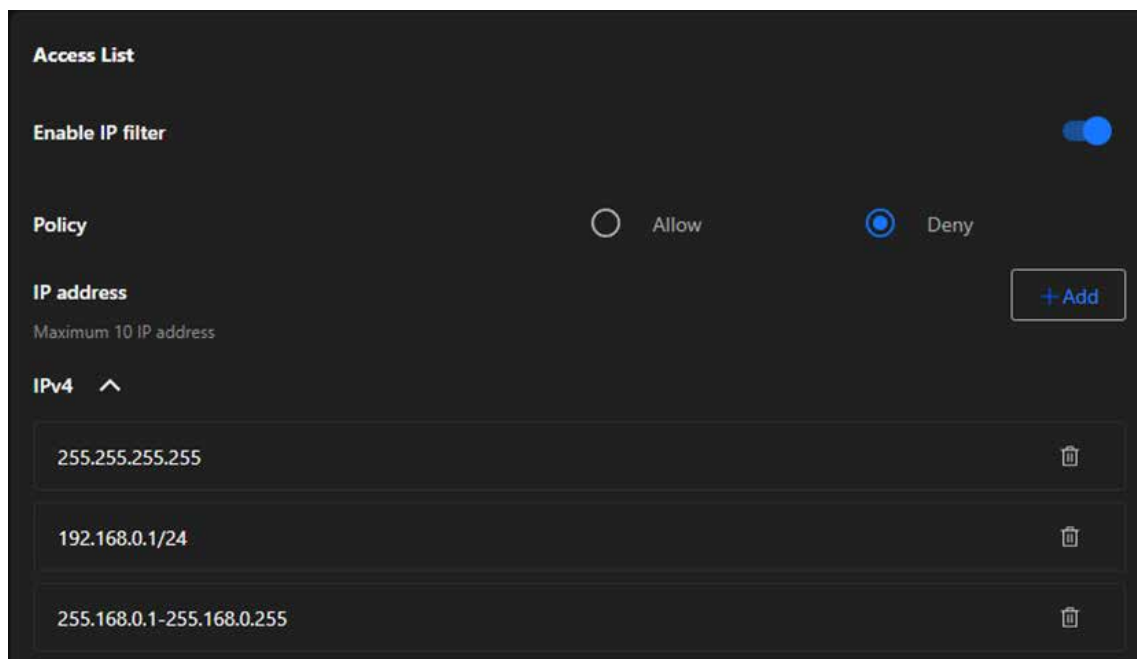 Access List
Enable IP filter
Policy
Allow
Deny
IP address
+Add
Maximum 10 IP address
IPv4
255.255.255.255
192.168.0.1/24
255.168.0.1-255.168.0.255